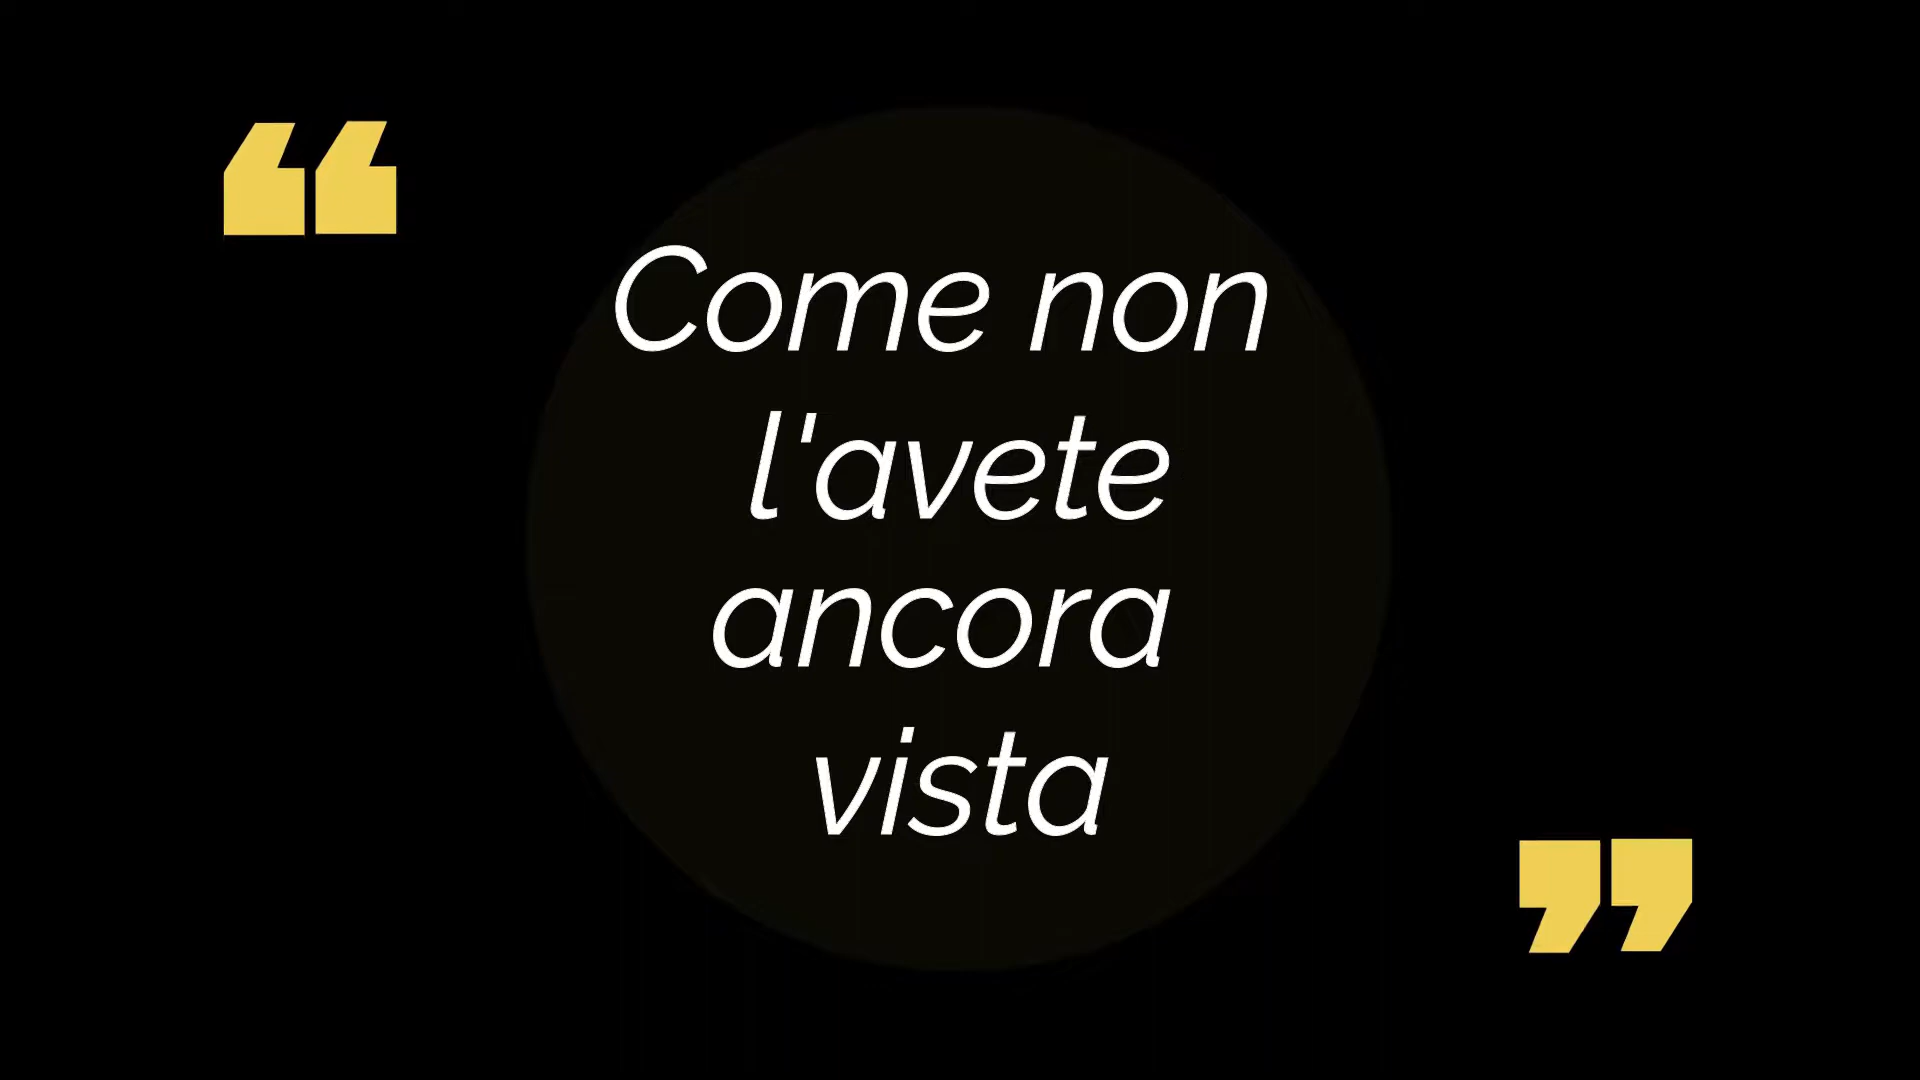 “
Come non
l'avete
ancora
vista
”